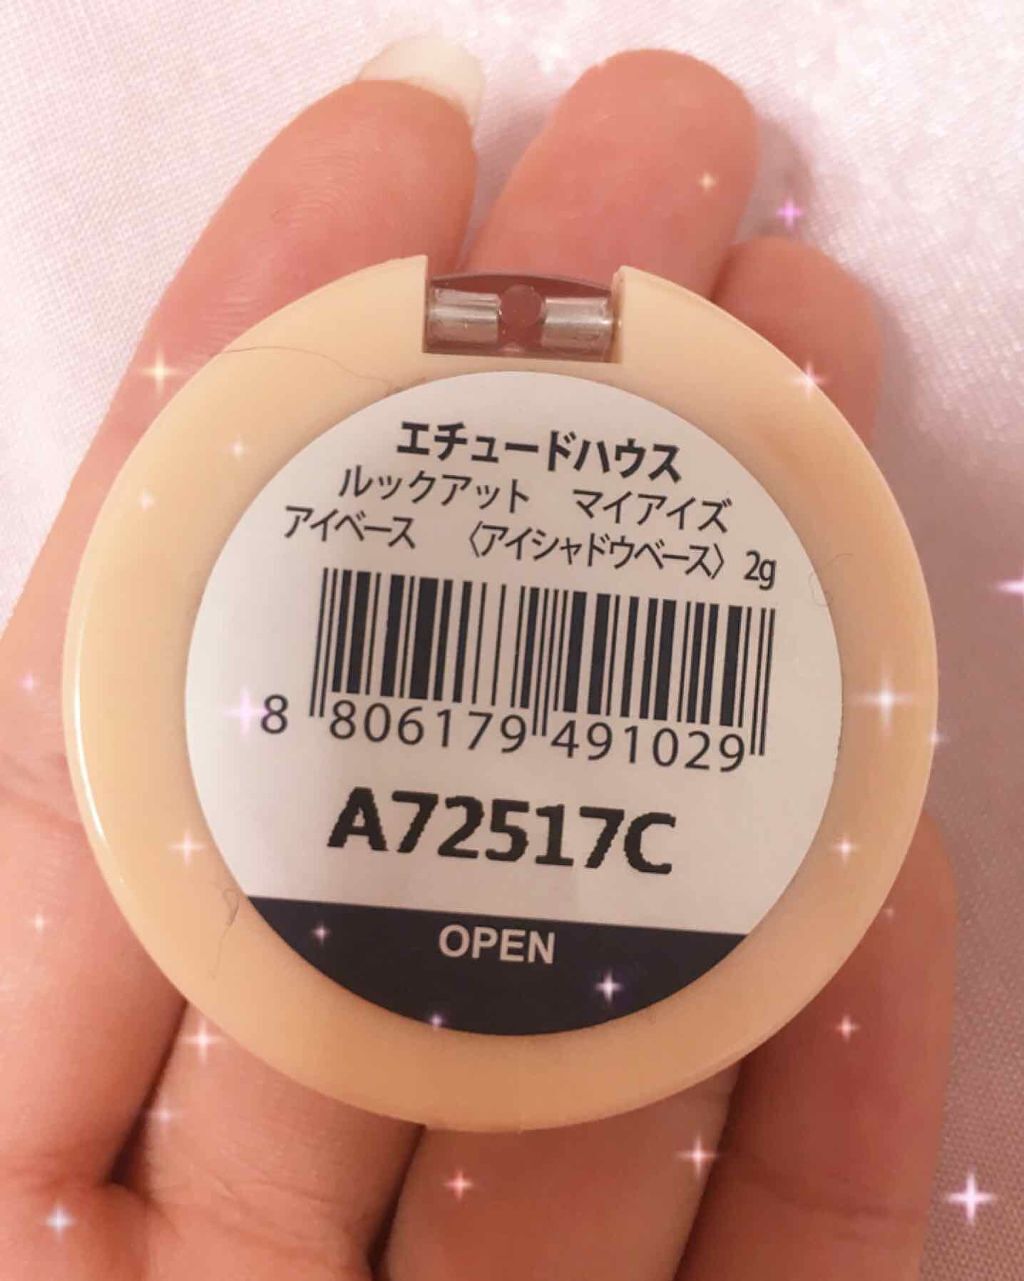 エチュードハウス
ルックアット　マイアイズ
アイベース　〈アイシャドウベース〉 2g
8 806179 491029
A72517C
OPEN